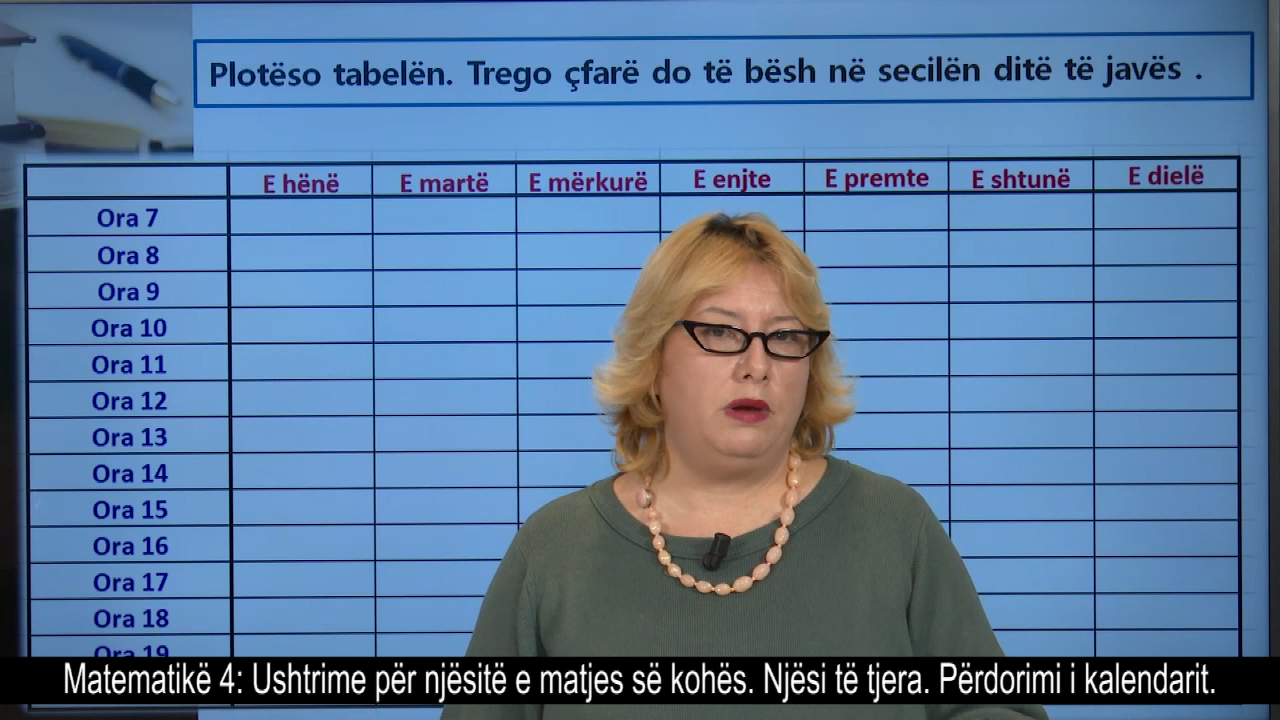 Plotëso tabelën. Trego çfarë do të bësh në secilën ditë të javës .
E hënë E martë E mërkurë E enjte E premte E shtunë E dielë
Ora 7
Ora 8
Ora 9
Ora 10
Ora 11
Ora 12
Ora 13
Ora 14
Ora 15
Ora 16
Ora 17
Ora 18
Ora 19
Matematikë 4: Ushtrime për njësitë e matjes së kohës. Njësi të tjera. Përdorimi i kalendarit.